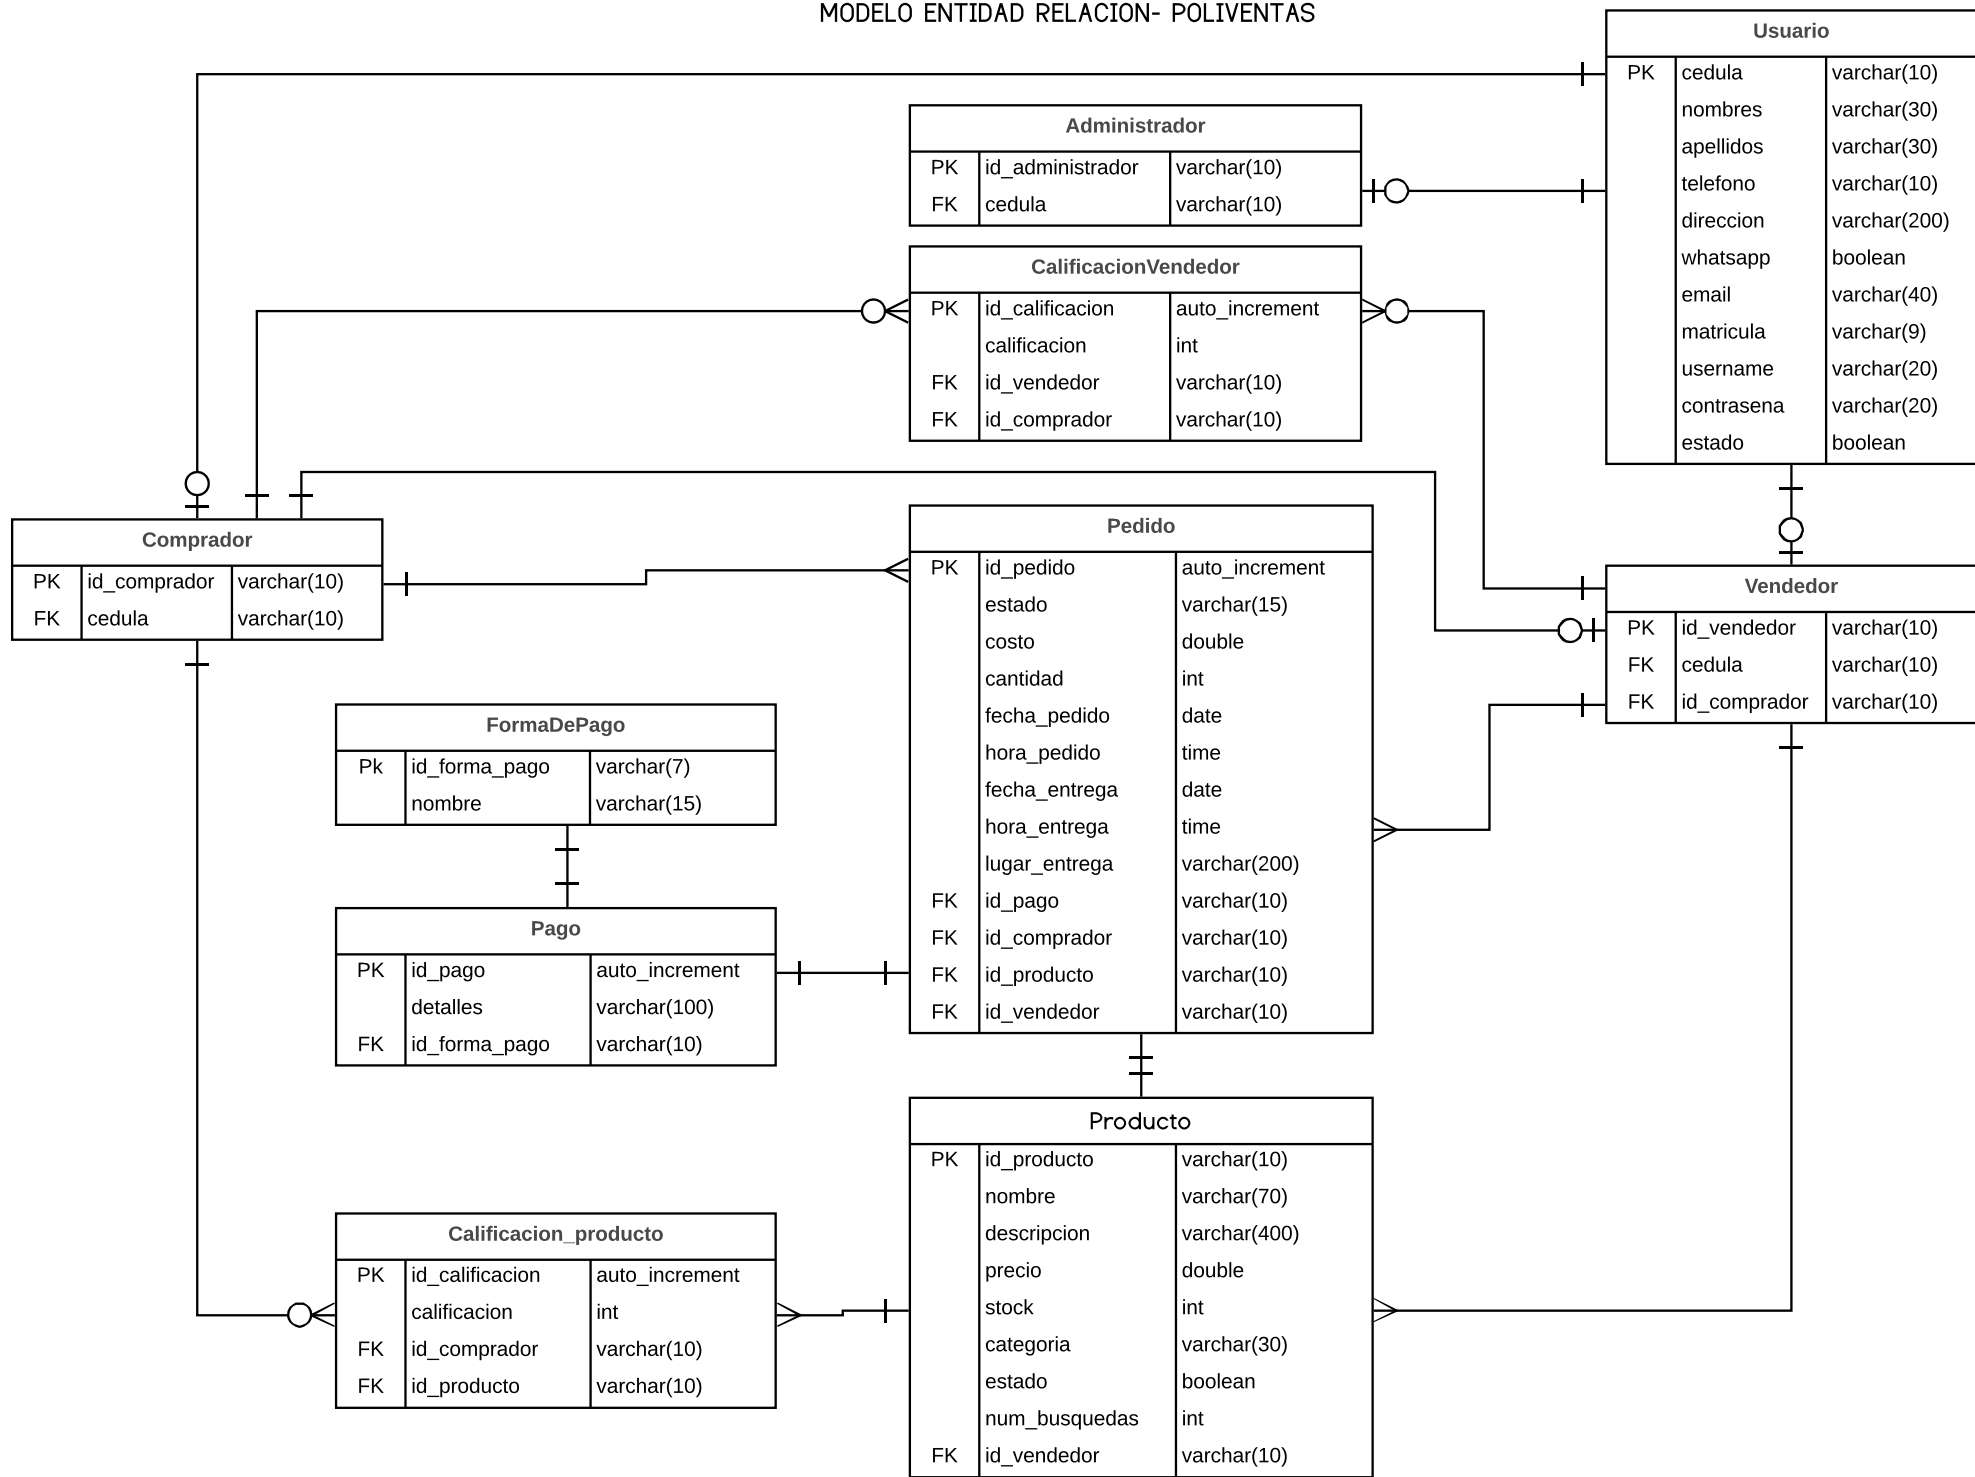 MODELO ENTIDAD RELACION- POLIVENTAS
Usuario
PK cedula varchar(10)
nombres varchar(30)
apellidos varchar(30)
telefono varchar(10)
direccion varchar(200)
whatsapp boolean
email varchar(40)
matricula varchar(9)
username varchar(20)
contrasena varchar(20)
estado boolean
Administrador
PK id_administrador varchar(10)
FK cedula varchar(10)
CalificacionVendedor
PK id_calificacion auto_increment
calificacion int
FK id_vendedor varchar(10)
FK id_comprador varchar(10)
Comprador
PK id_comprador varchar(10)
FK cedula varchar(10)
Pedido
PK id_pedido auto_increment
estado varchar(15)
costo double
cantidad int
fecha_pedido date
hora_pedido time
fecha_entrega date
hora_entrega time
lugar_entrega varchar(200)
FK id_pago varchar(10)
FK id_comprador varchar(10)
FK id_producto varchar(10)
FK id_vendedor varchar(10)
Vendedor
PK id_vendedor varchar(10)
FK cedula varchar(10)
FK id_comprador varchar(10)
FormaDePago
Pk id_forma_pago varchar(7)
nombre varchar(15)
Pago
PK id_pago auto_increment
detalles varchar(100)
FK id_forma_pago varchar(10)
Producto
PK id_producto varchar(10)
nombre varchar(70)
descripcion varchar(400)
precio double
stock int
categoria varchar(30)
estado boolean
num_busquedas int
FK id_vendedor varchar(10)
Calificacion_producto
PK id_calificacion auto_increment
calificacion int
FK id_comprador varchar(10)
FK id_producto varchar(10)